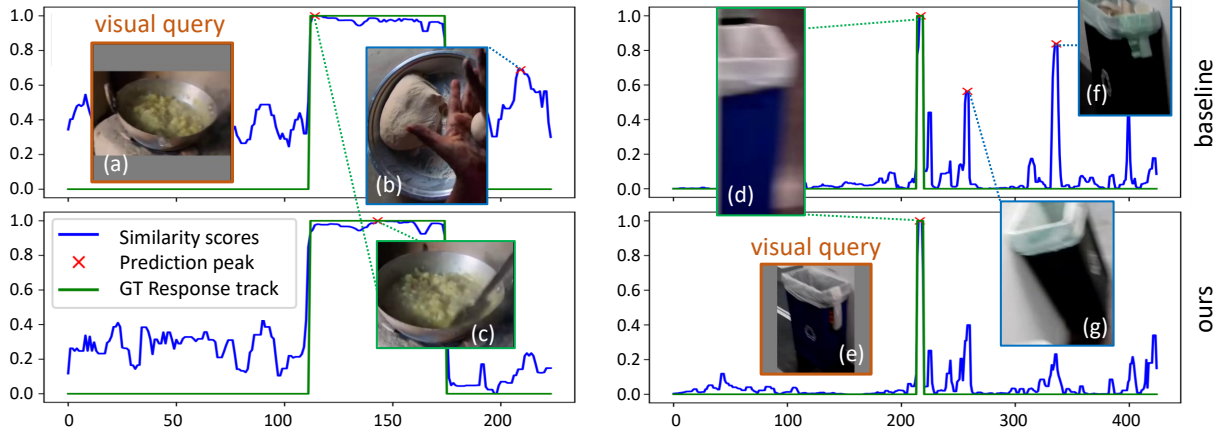 visual query
1.0
0.8
0.6
0.4
0.2
0.0
(a)
(b)
1.0
0.8
0.6
0.4
0.2
0.0
(d)
(f)
baseline
1.0
0.8
0.6
0.4
0.2
0.0
Similarity scores
Prediction peak
GT Response track
(c)
0
50
100
150
200
1.0
0.8
0.6
0.4
0.2
0.0
visual query
(e)
(g)
0
100
200
300
400
ours